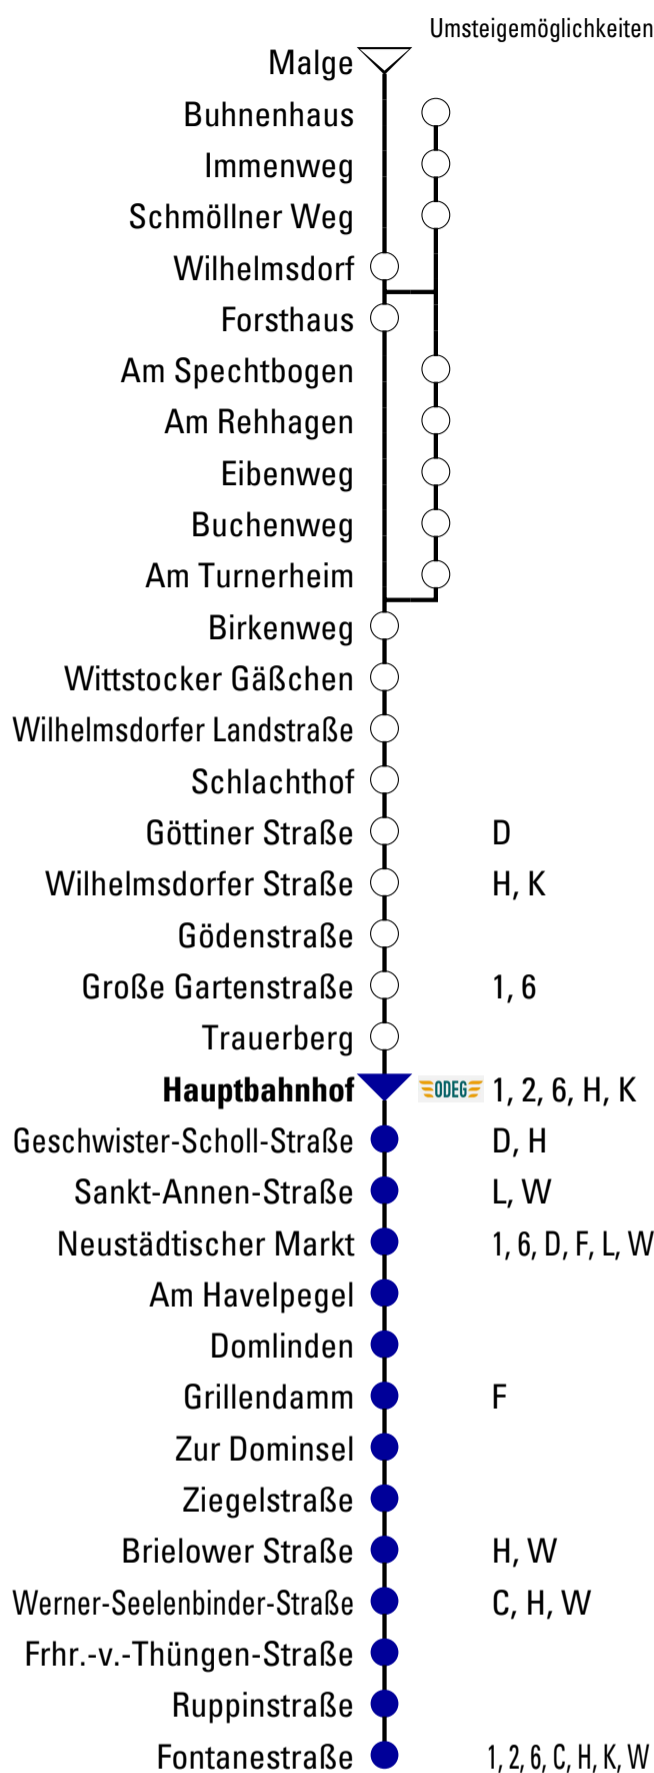 Umsteigemöglichkeiten
Malge
Buhnenhaus
Immenweg
Schmöllner Weg
Wilhelmsdorf
Forsthaus
Am Spechtbogen
Am Rehhagen
Eibenweg
Buchenweg
Am Turnerheim
Birkenweg
Wittstocker Gäßchen
Wilhelmsdorfer Landstraße
Schlachthof
Göttiner Straße D
Wilhelmsdorfer Straße H, K
Gödenstraße
Große Gartenstraße 1, 6
Trauerberg
Hauptbahnhof ODEG 1, 2, 6, H, K
Geschwister-Scholl-Straße D, H
Sankt-Annen-Straße L, W
Neustädtischer Markt 1, 6, D, F, L, W
Am Havelpegel
Domlinden
Grillendamm F
Zur Dominsel
Ziegelstraße
Brielower Straße H, W
Werner-Seelenbinder-Straße C, H, W
Frhr.-v.-Thüngen-Straße
Ruppinstraße
Fontanestraße 1, 2, 6, C, H, K, W